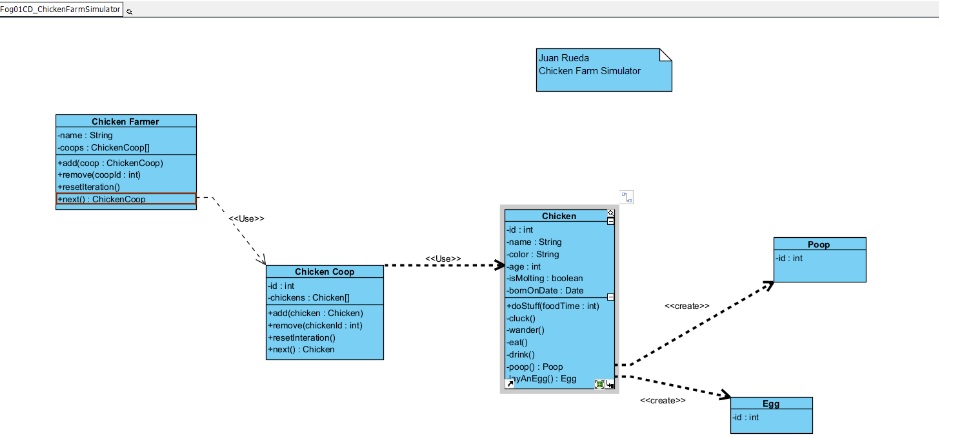 Fog01CD_ChickenFarmSimulator
Juan Rueda
Chicken Farm Simulator
Chicken Farmer
-name : String
-coops : ChickenCoop[]
+add(coop : ChickenCoop)
+remove(coopId : int)
+resetIteration()
+next() : ChickenCoop
<<Use>>
Chicken Coop
-id : int
-chickens : Chicken[]
+add(chicken : Chicken)
+remove(chickenId : int)
+resetInteration()
+next() : Chicken
<<Use>>
Chicken
-id : int
-name : String
-color : String
-age : int
-isMolting : boolean
-bornOnDate : Date
+doStuff(foodTime : int)
-cluck()
-wander()
-eat()
-drink()
-poop() : Poop
ayAnEgg() : Egg
<<create>>
Poop
-id : int
<<create>>
Egg
-id : int